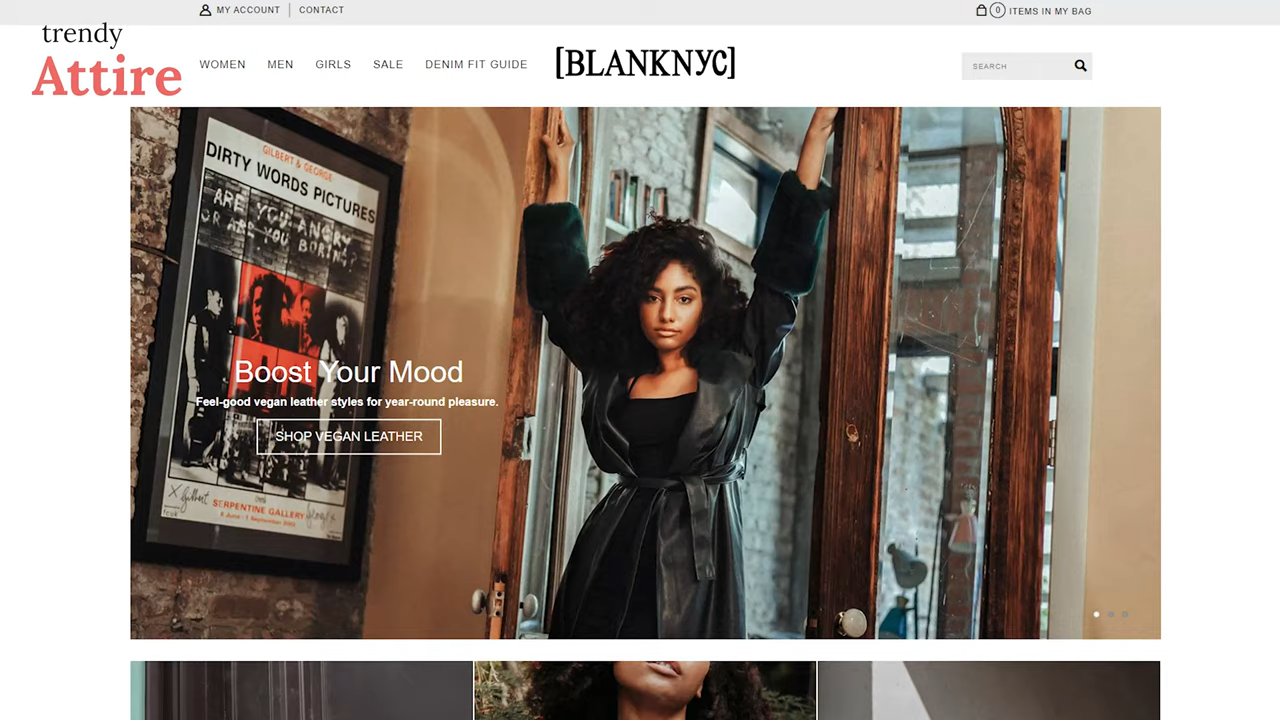 MY ACCOUNT
CONTACT
0 ITEMS IN MY BAG
trendy
Attire
WOMEN
MEN
GIRLS
SALE
DENIM FIT GUIDE
[BLANKNYC]
SEARCH
GILBERT & GEORGE
DIRTY WORDS PICTURES
ARE YOU ANGRY
OR ARE YOU BORING?
Boost Your Mood
Feel-good vegan leather styles for year-round pleasure.
SHOP VEGAN LEATHER
SERPENTINE GALLERY